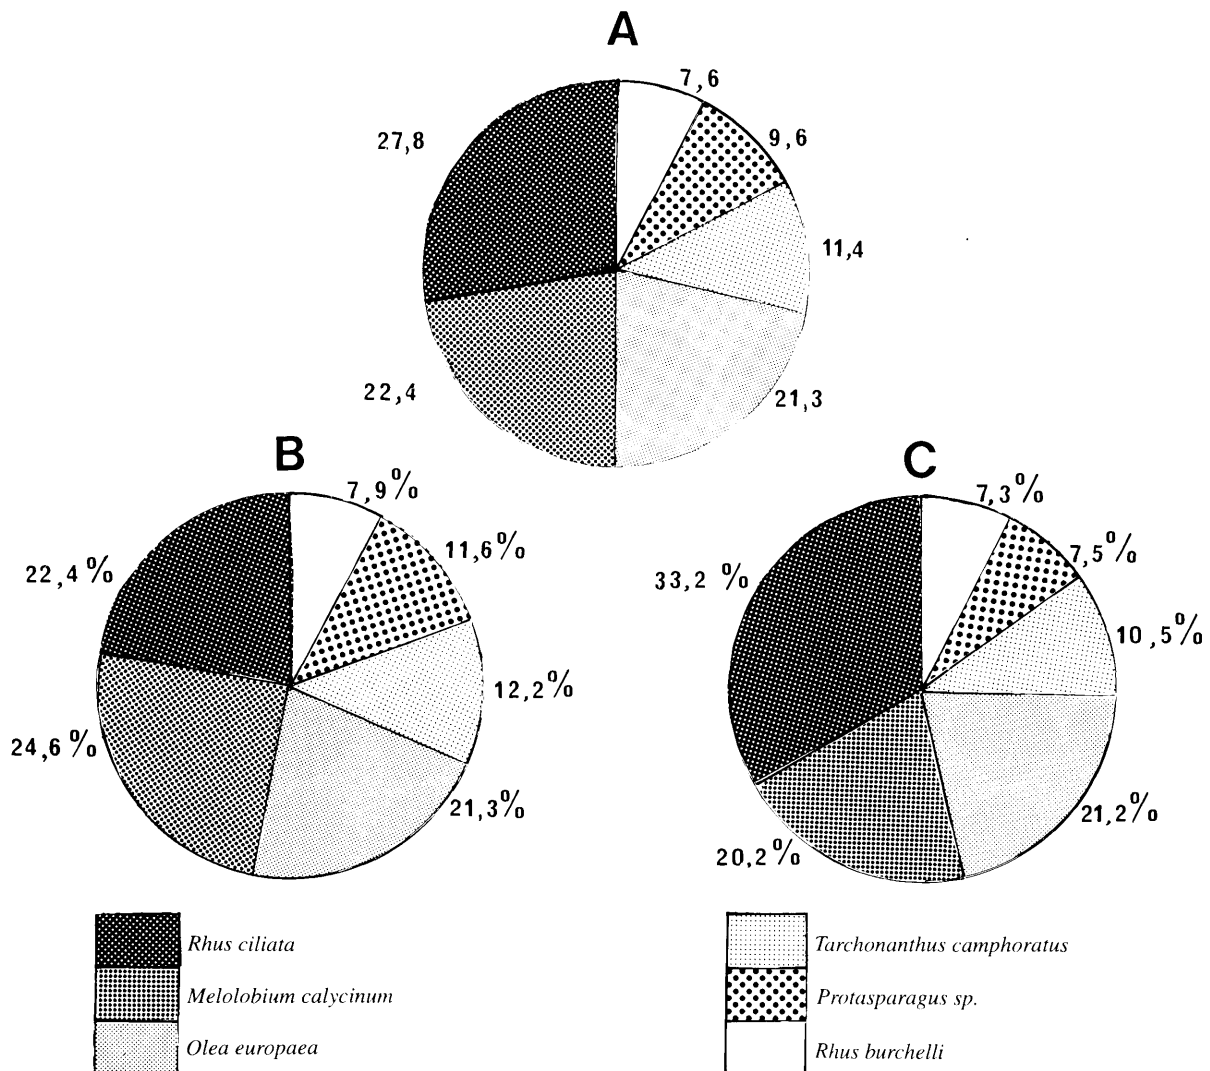 A
7,6
27,8
9,6
11,4
22,4
21,3
B
C
7,9%
7,3%
11,6%
7,5%
22,4%
33,2 %
10,5%
12,2%
24,6%
21,3%
21,2%
20,2%
Rhus ciliata
Melolobium calycinum
Olea europaea
Tarchonanthus camphoratus
Protasparagus sp.
Rhus burchelli